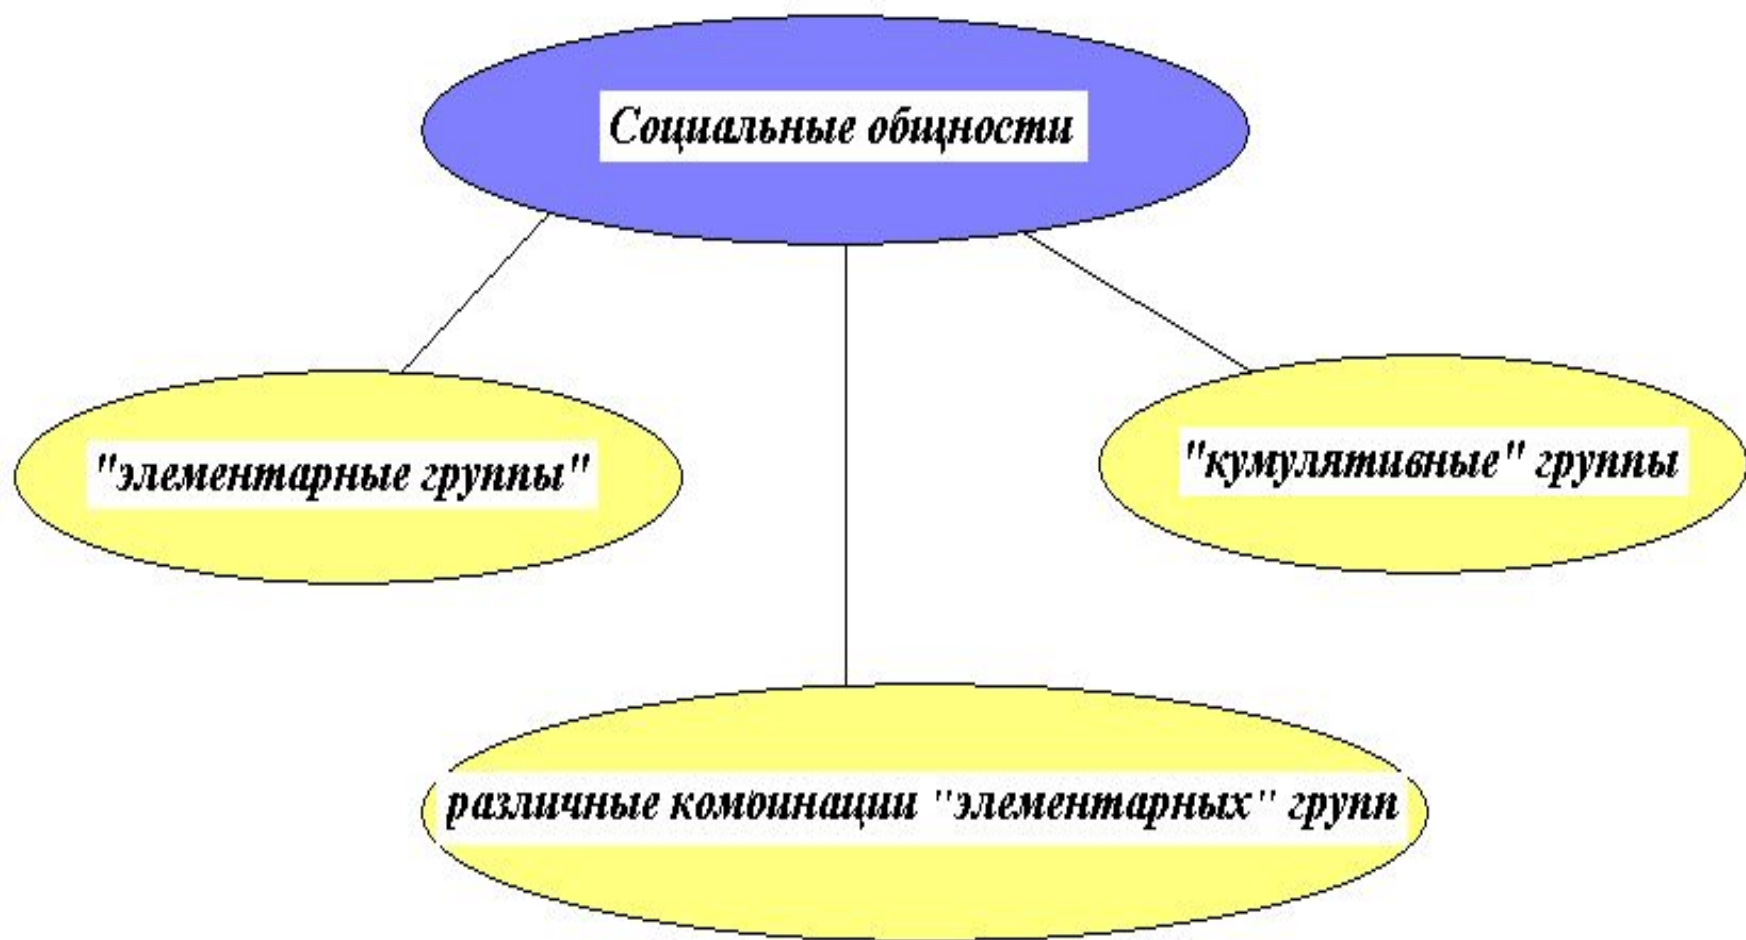 Социальные общности
"элементарные группы"
"кумулятивные" группы
различные комбинации "элементарных" групп